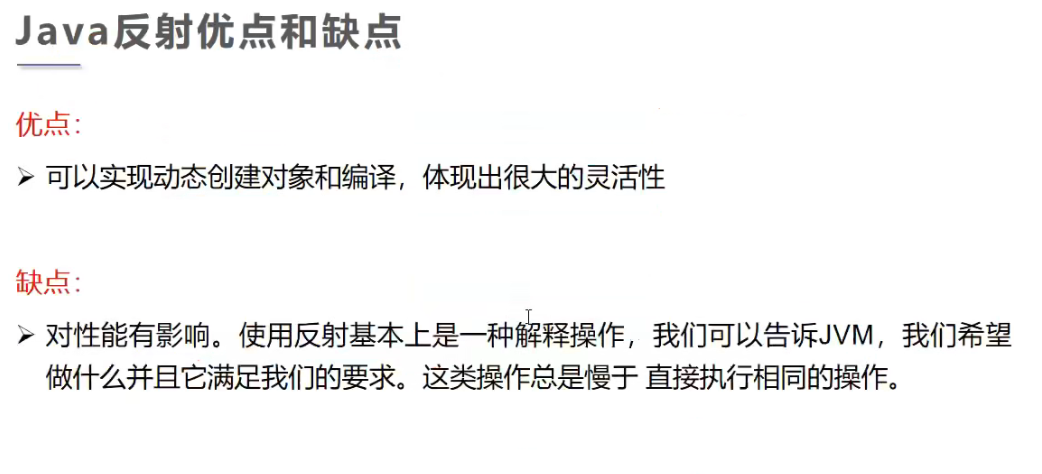 Java反射优点和缺点
优点：
➢ 可以实现动态创建对象和编译，体现出很大的灵活性
缺点：
➢ 对性能有影响。使用反射基本上是一种解释操作，我们可以告诉JVM，我们希望
做什么并且它满足我们的要求。这类操作总是慢于 直接执行相同的操作。